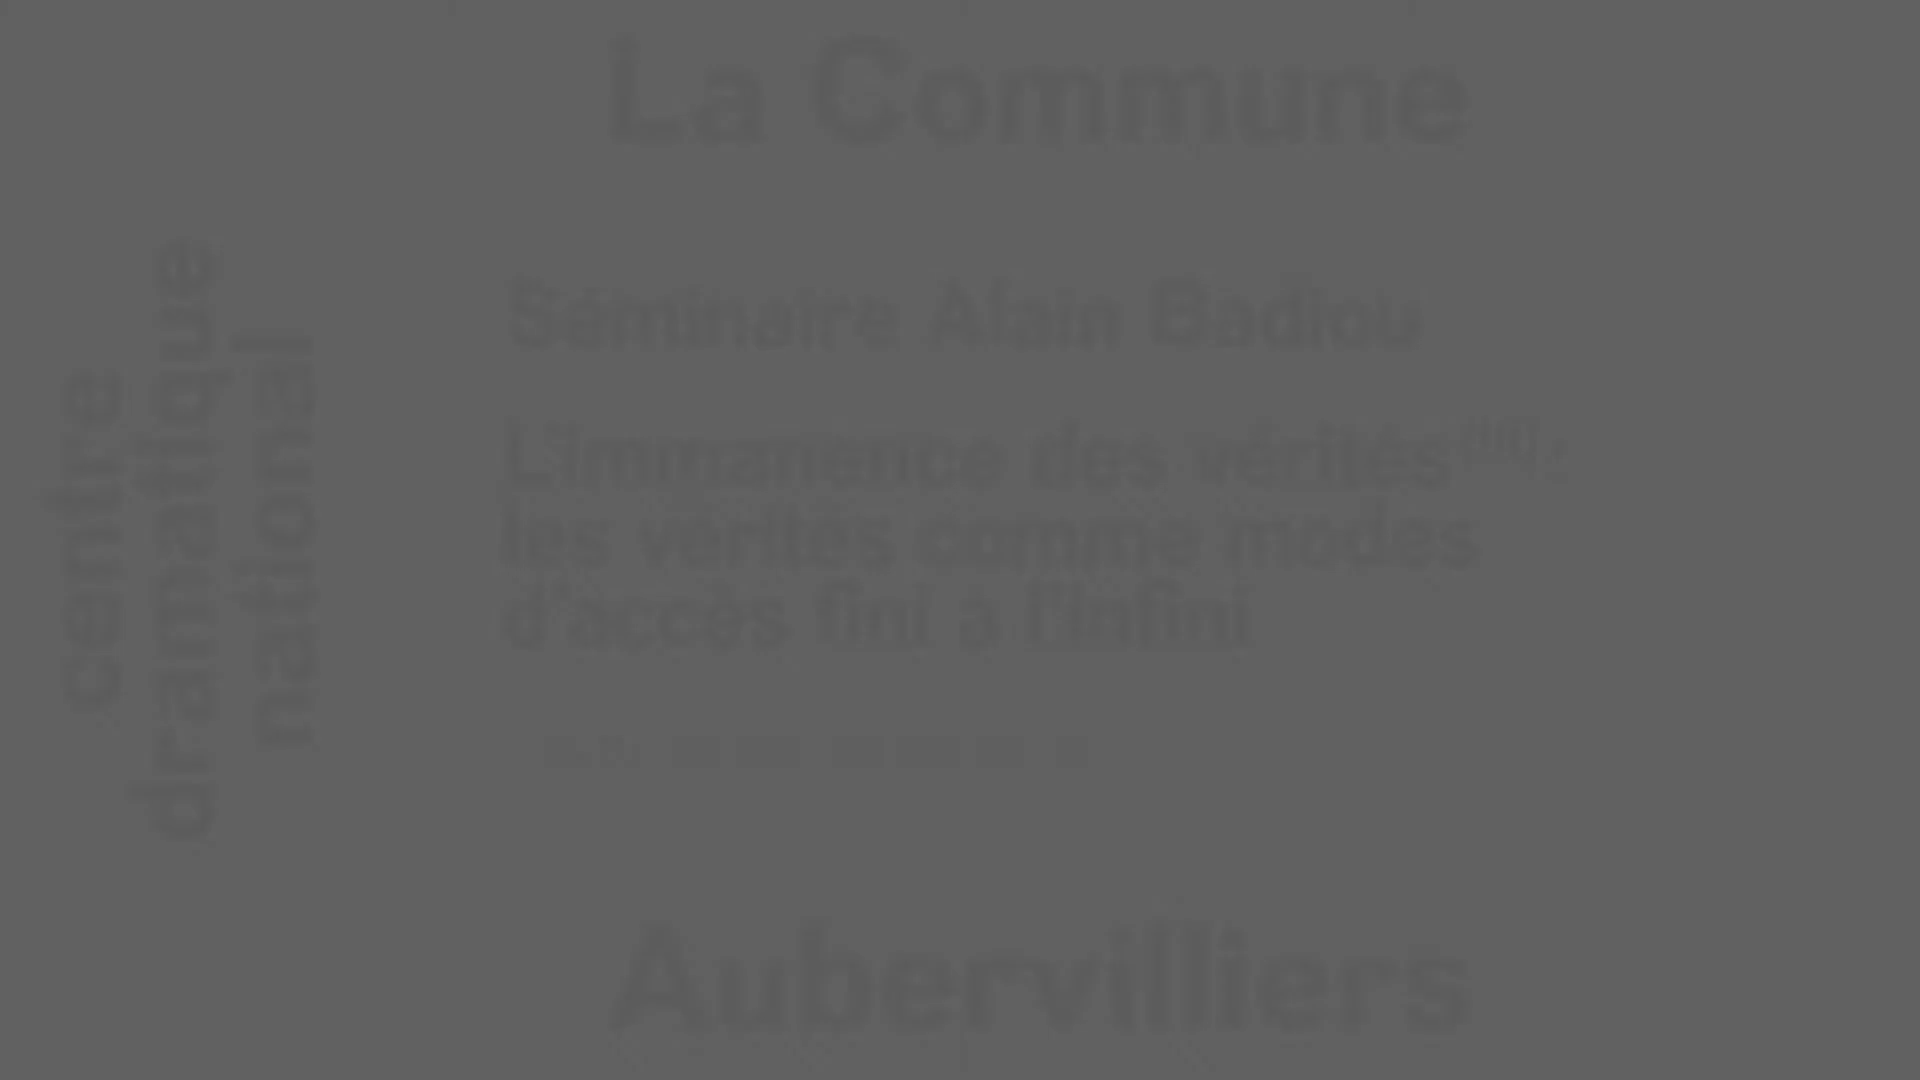 La Commune
centre
dramatique
national
Séminaire Alain Badiou
L'immanence des vérités
les vérités comme modes
d'accès fini à l'infini
Aubervilliers